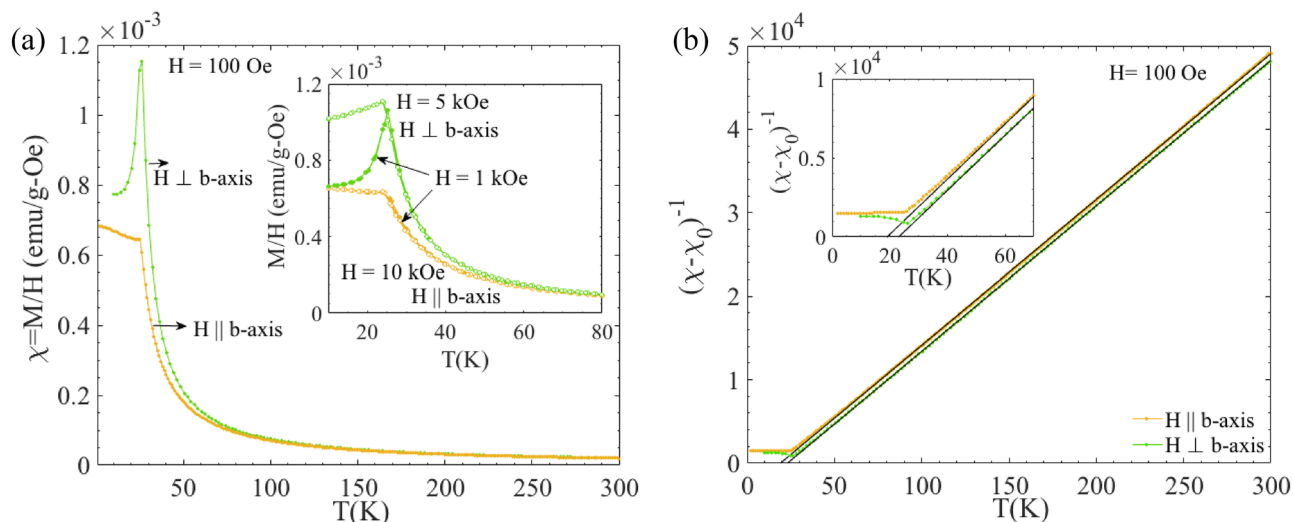 (a)
×10⁻³
1.2
1
0.8
0.6
0.4
0.2
0
χ=M/H (emu/g-Oe)
50
100
150
200
250
300
T(K)
H = 100 Oe
H ⊥ b-axis
H || b-axis
×10⁻³
1.2
0.8
0.4
0
M/H (emu/g-Oe)
H = 5 kOe
H ⊥ b-axis
H = 1 kOe
H = 10 kOe
H || b-axis
20
40
60
80
T(K)
(b)
×10⁴
5
4
3
2
1
0
(χ-χ₀)⁻¹
0
50
100
150
200
250
300
T(K)
H= 100 Oe
×10⁴
1
0.5
0
(χ-χ₀)⁻¹
0
20
40
60
T(K)
H || b-axis
H ⊥ b-axis